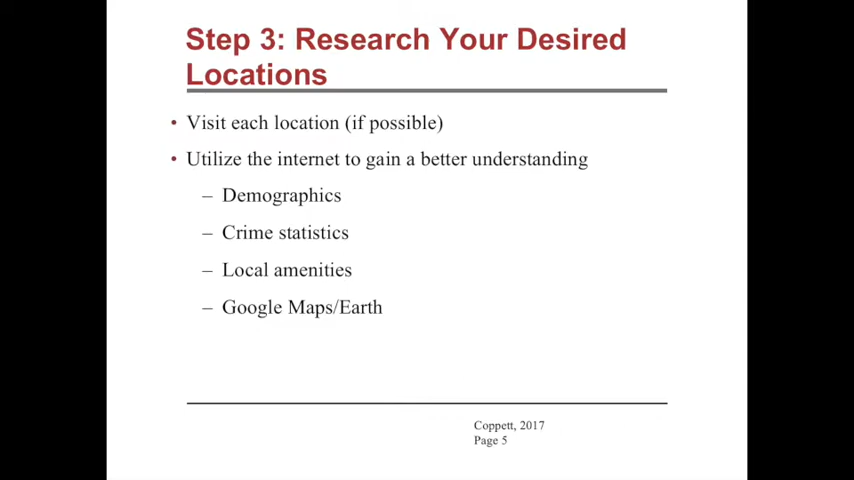 Step 3: Research Your Desired
Locations
• Visit each location (if possible)
• Utilize the internet to gain a better understanding
– Demographics
– Crime statistics
– Local amenities
– Google Maps/Earth
Coppett, 2017
Page 5